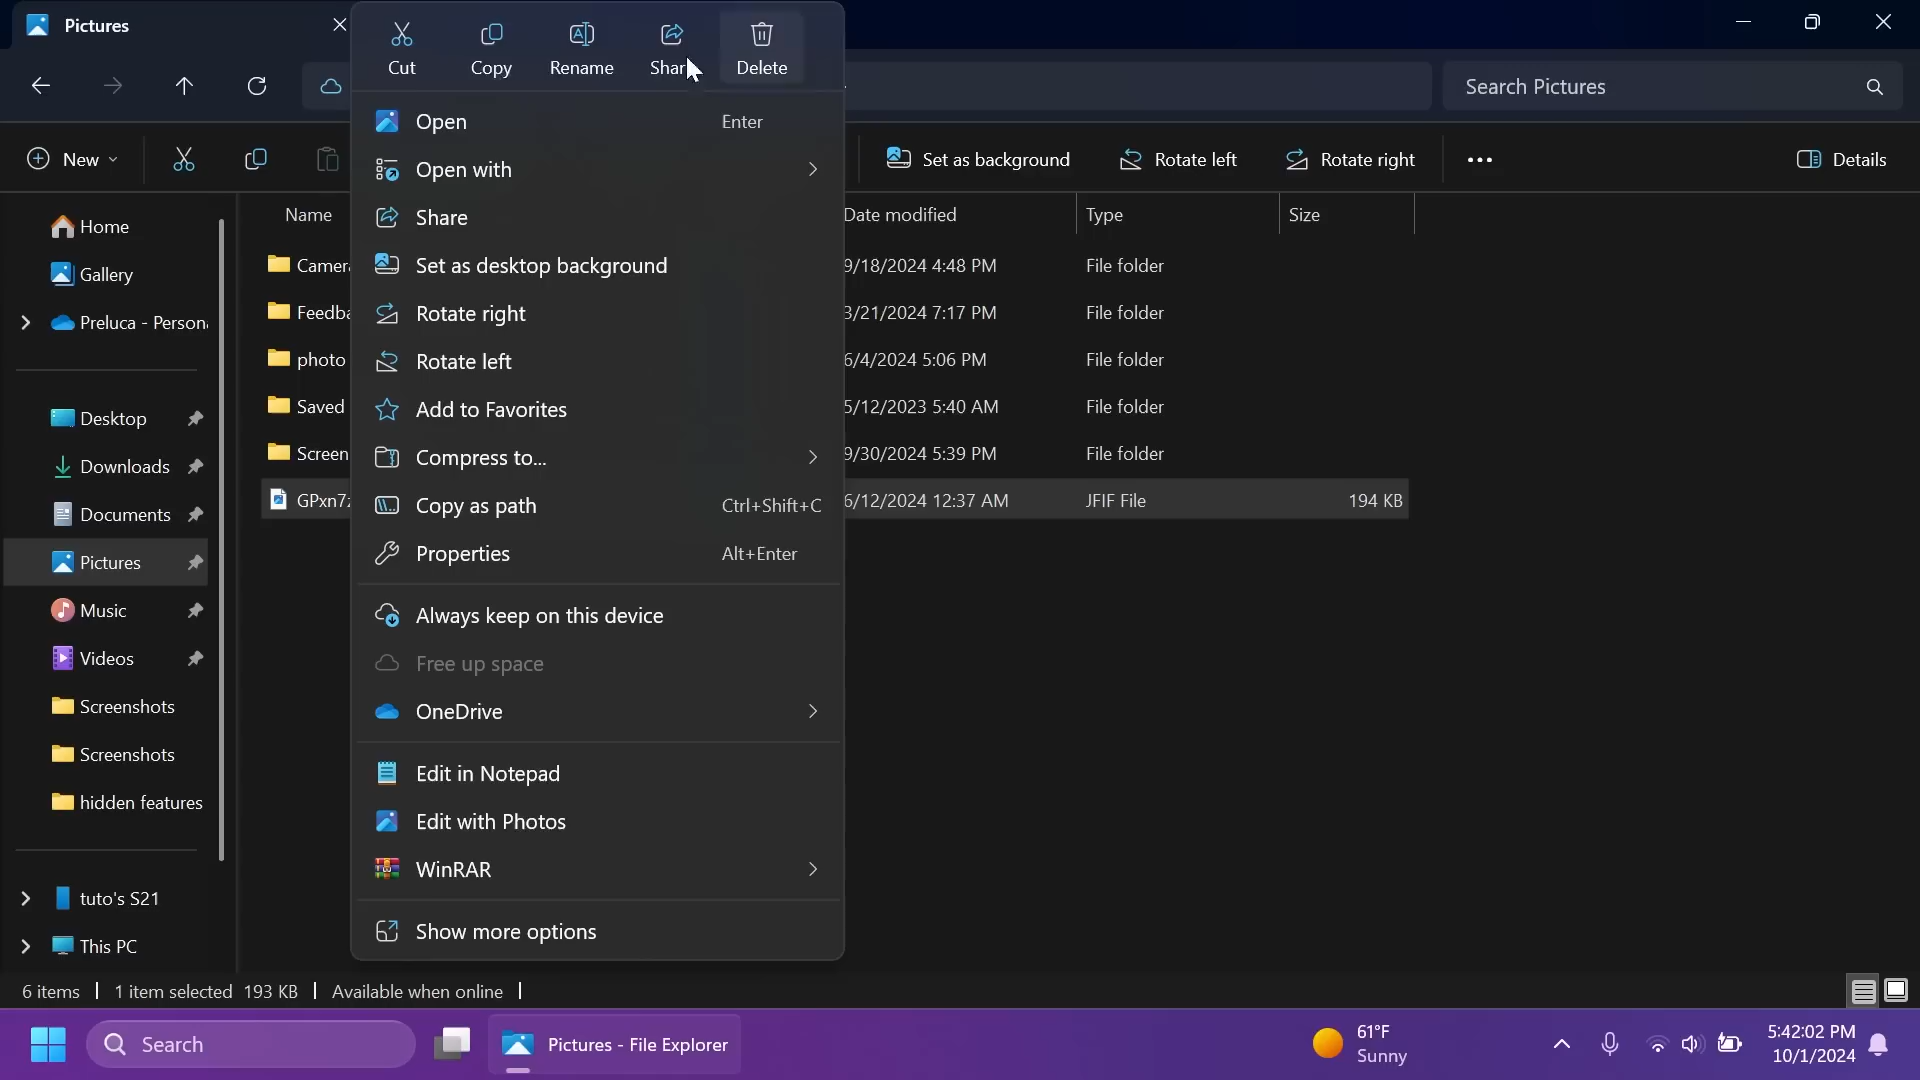 Pictures
Cut Copy Rename Shar Delete
Search Pictures
New
Set as background Rotate left Rotate right Details
Open Enter
Open with
Share
Set as desktop background
Rotate right
Rotate left
Add to Favorites
Compress to...
Copy as path Ctrl+Shift+C
Properties Alt+Enter
Always keep on this device
Free up space
OneDrive
Edit in Notepad
Edit with Photos
WinRAR
Show more options
Home
Gallery
Preluca - Person
Desktop
Downloads
Documents
Pictures
Music
Videos
Screenshots
Screenshots
hidden features
tuto's S21
This PC
Name Date modified Type Size
Camer 9/18/2024 4:48 PM File folder
Feedba 3/21/2024 7:17 PM File folder
photo 6/4/2024 5:06 PM File folder
Saved 5/12/2023 5:40 AM File folder
Screen 9/30/2024 5:39 PM File folder
GPxn7z 6/12/2024 12:37 AM JFIF File 194 KB
6 items 1 item selected 193 KB Available when online
Search
Pictures - File Explorer
61°F
Sunny
5:42:02 PM
10/1/2024